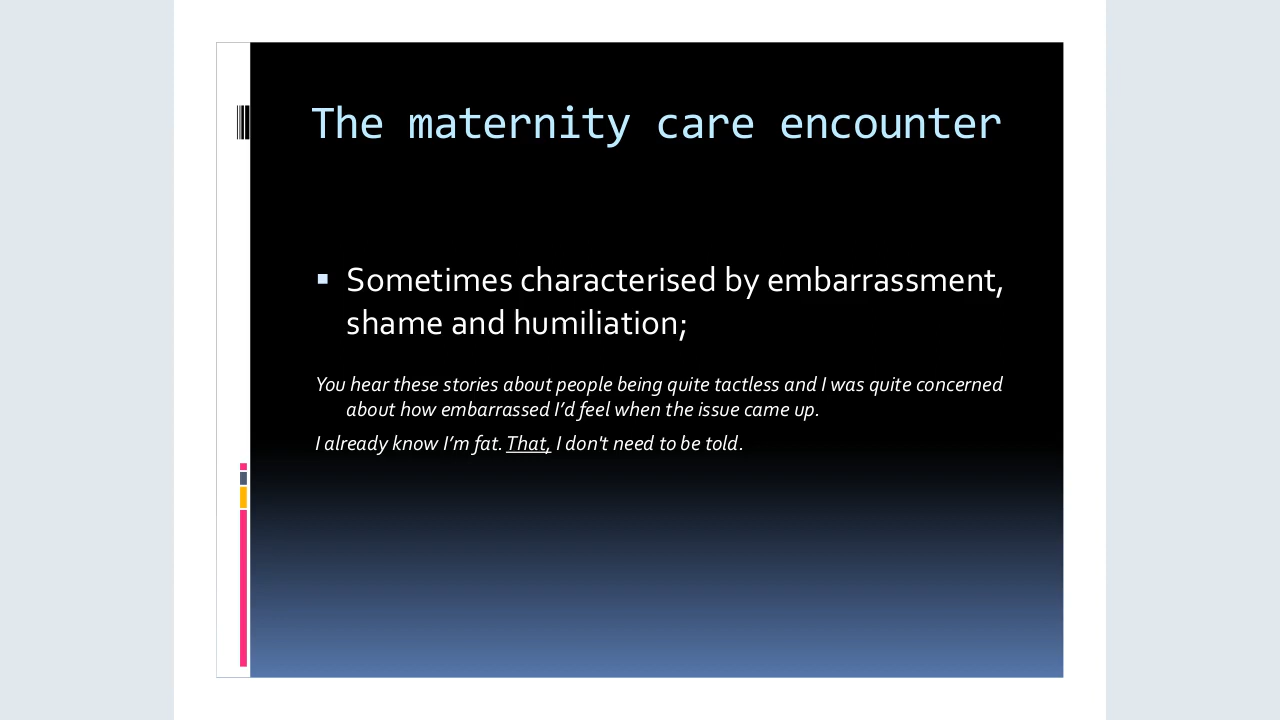 The maternity care encounter
▪ Sometimes characterised by embarrassment,
shame and humiliation;
You hear these stories about people being quite tactless and I was quite concerned
about how embarrassed I’d feel when the issue came up.
I already know I’m fat. That, I don't need to be told.